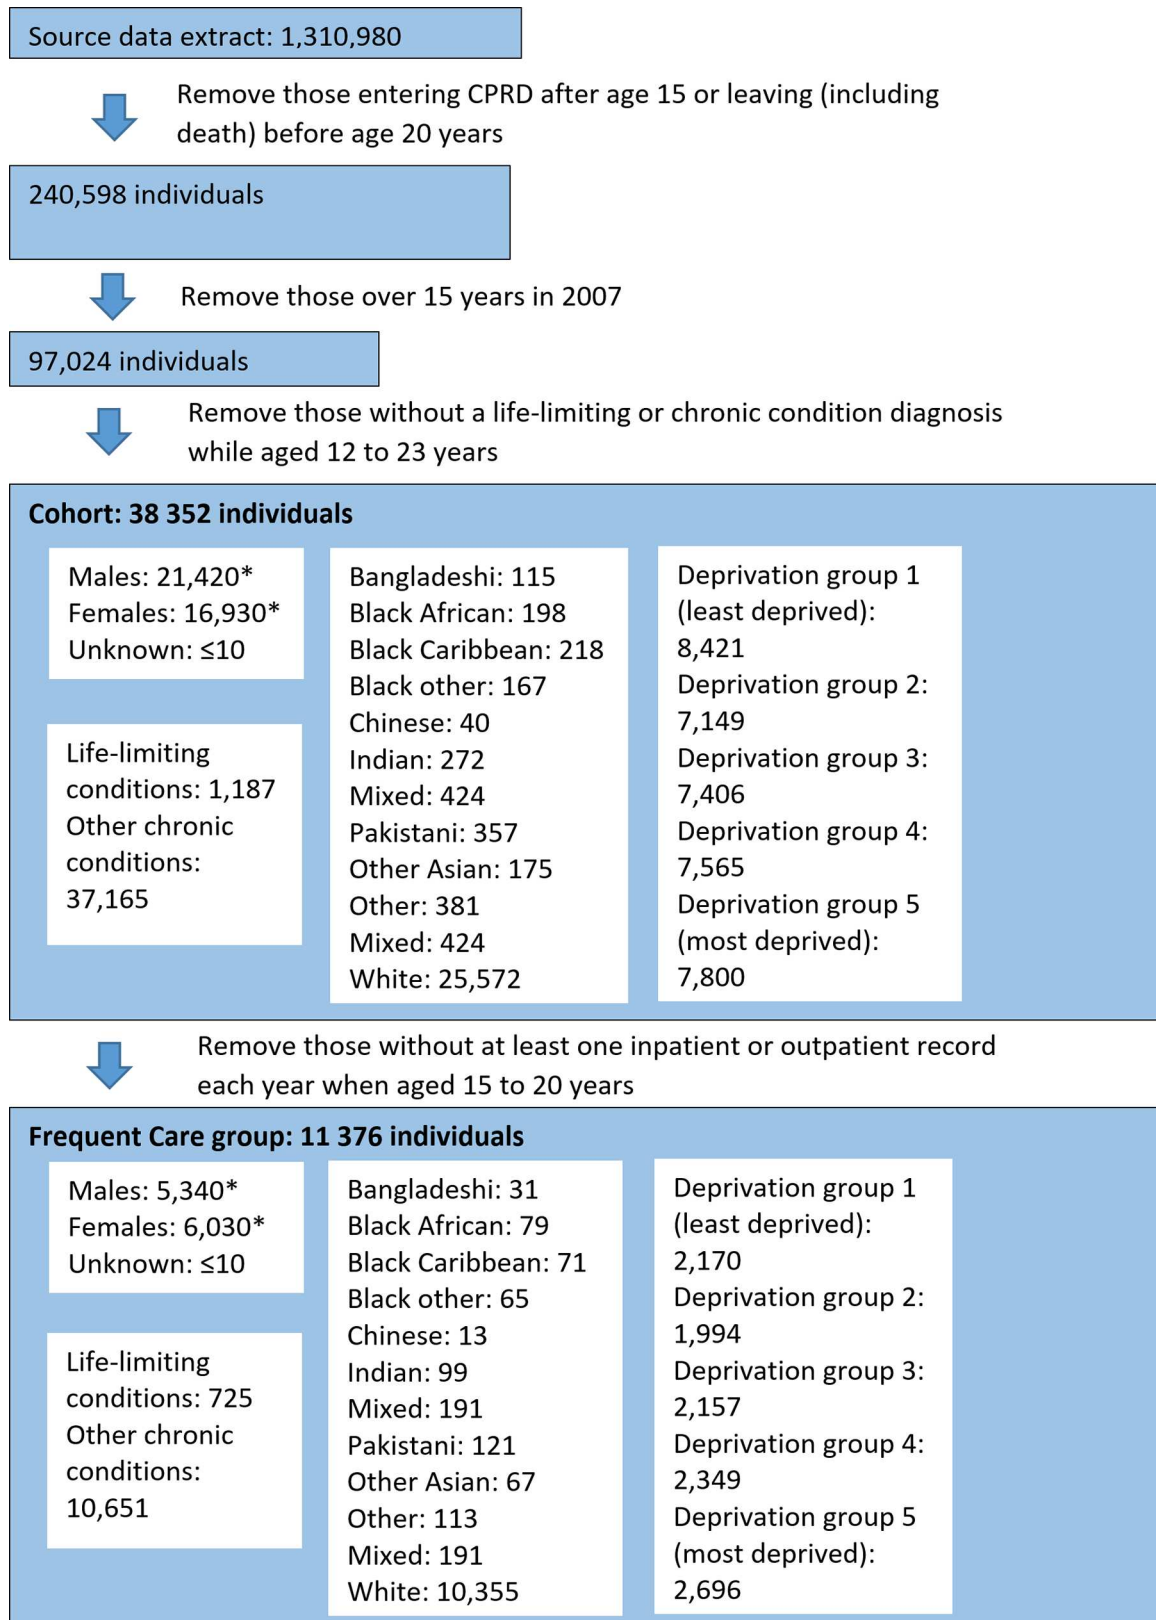 Source data extract: 1,310,980
Remove those entering CPRD after age 15 or leaving (including
death) before age 20 years
240,598 individuals
Remove those over 15 years in 2007
97,024 individuals
Remove those without a life-limiting or chronic condition diagnosis
while aged 12 to 23 years
Cohort: 38 352 individuals
Males: 21,420*
Females: 16,930*
Unknown: ≤10
Life-limiting
conditions: 1,187
Other chronic
conditions:
37,165
Bangladeshi: 115
Black African: 198
Black Caribbean: 218
Black other: 167
Chinese: 40
Indian: 272
Mixed: 424
Pakistani: 357
Other Asian: 175
Other: 381
Mixed: 424
White: 25,572
Deprivation group 1
(least deprived):
8,421
Deprivation group 2:
7,149
Deprivation group 3:
7,406
Deprivation group 4:
7,565
Deprivation group 5
(most deprived):
7,800
Remove those without at least one inpatient or outpatient record
each year when aged 15 to 20 years
Frequent Care group: 11 376 individuals
Males: 5,340*
Females: 6,030*
Unknown: ≤10
Life-limiting
conditions: 725
Other chronic
conditions:
10,651
Bangladeshi: 31
Black African: 79
Black Caribbean: 71
Black other: 65
Chinese: 13
Indian: 99
Mixed: 191
Pakistani: 121
Other Asian: 67
Other: 113
Mixed: 191
White: 10,355
Deprivation group 1
(least deprived):
2,170
Deprivation group 2:
1,994
Deprivation group 3:
2,157
Deprivation group 4:
2,349
Deprivation group 5
(most deprived):
2,696